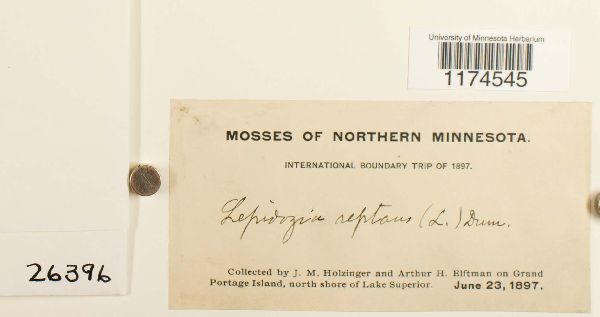 University of Minnesota Herbarium
1174545
MOSSES OF NORTHERN MINNESOTA.
INTERNATIONAL BOUNDARY TRIP OF 1897.
Lepidozia reptans (L.) Dum.
Collected by J. M. Holzinger and Arthur H. Elftman on Grand
Portage Island, north shore of Lake Superior. June 23, 1897.
26396